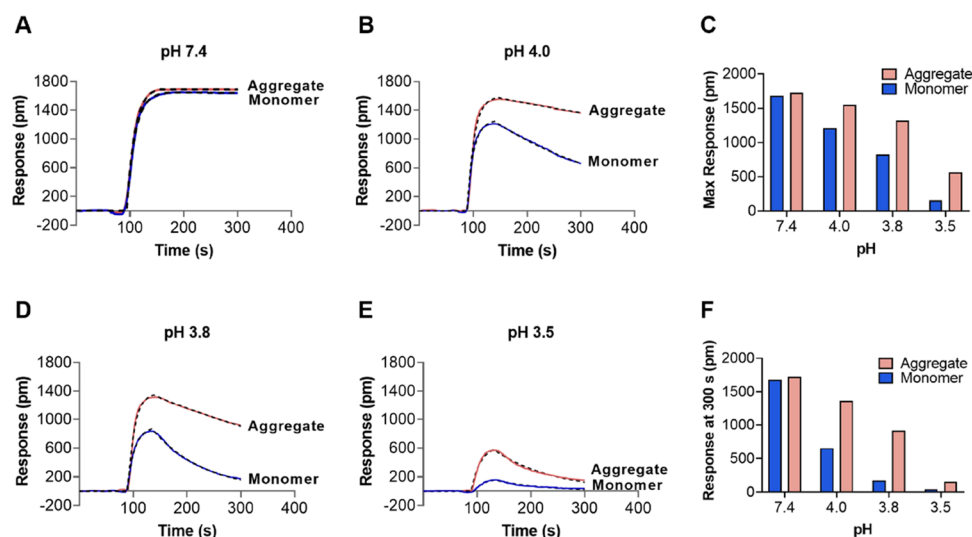 A
pH 7.4
Response (pm)
1800
1400
1000
600
200
-200
Aggregate
Monomer
100 200 300 400
Time (s)
B
pH 4.0
Response (pm)
1800
1400
1000
600
200
-200
Aggregate
Monomer
100 200 300 400
Time (s)
C
Max Response (pm)
2000
1500
1000
500
0
Aggregate
Monomer
7.4 4.0 3.8 3.5
pH
D
pH 3.8
Response (pm)
1800
1400
1000
600
200
-200
Aggregate
Monomer
100 200 300 400
Time (s)
E
pH 3.5
Response (pm)
1800
1400
1000
600
200
-200
Aggregate
Monomer
100 200 300 400
Time (s)
F
Response at 300 s (pm)
2000
1500
1000
500
0
Aggregate
Monomer
7.4 4.0 3.8 3.5
pH